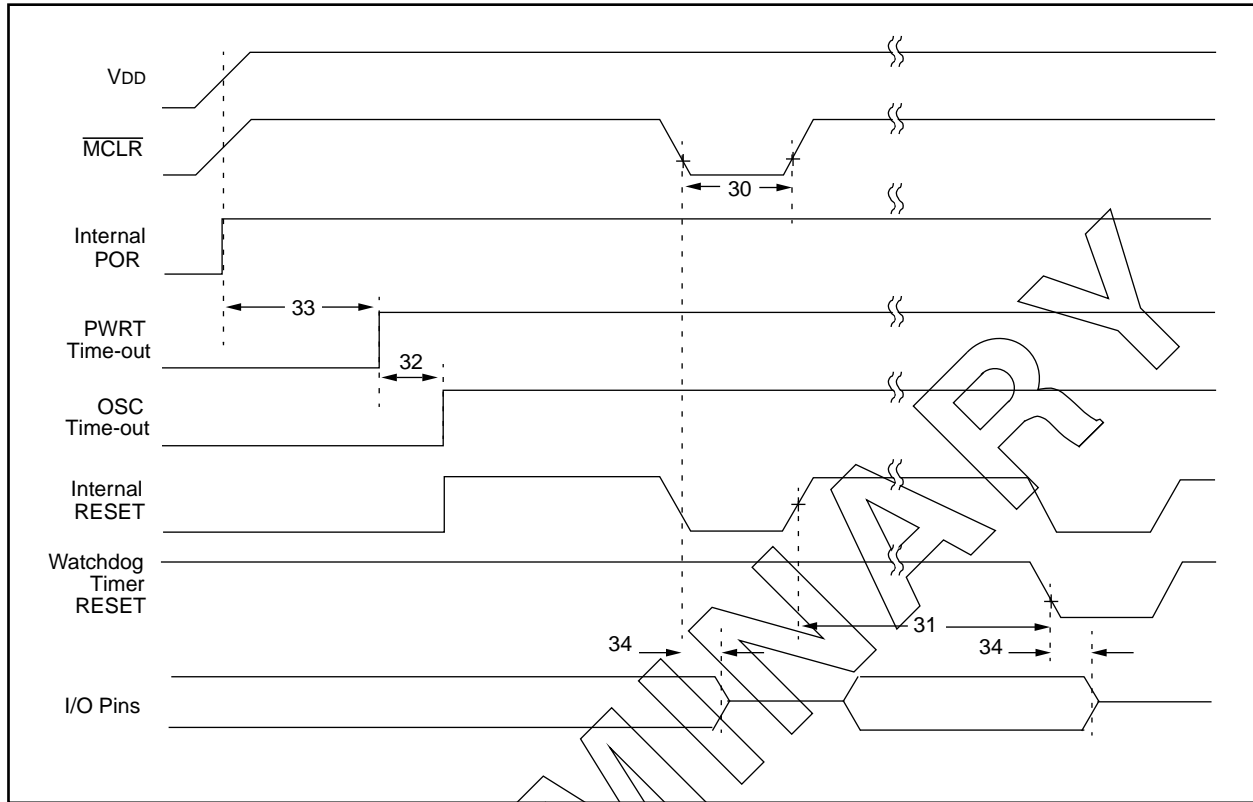 VDD
MCLR
30
Internal
POR
33
PWRT
Time-out
32
OSC
Time-out
Internal
RESET
Watchdog
Timer
RESET
31
34
34
I/O Pins
MINARY